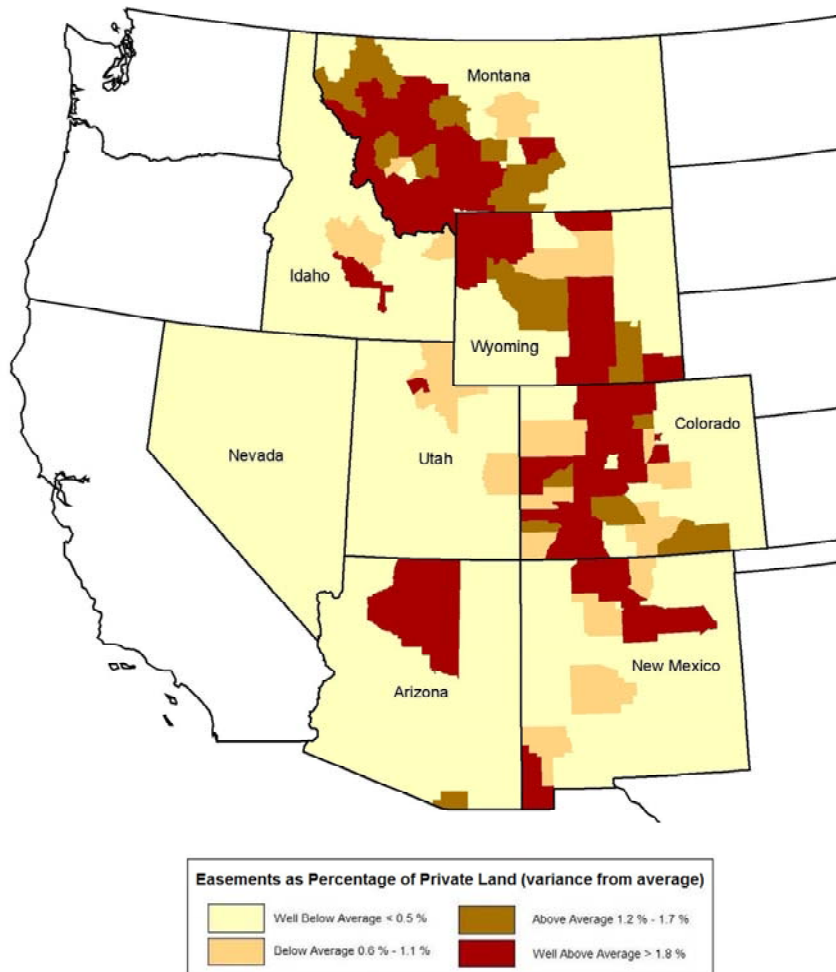 Montana
Idaho
Wyoming
Nevada
Utah
Colorado
Arizona
New Mexico
Easements as Percentage of Private Land (variance from average)
Well Below Average < 0.5 %
Above Average 1.2 % - 1.7 %
Below Average 0.6 % - 1.1 %
Well Above Average > 1.8 %